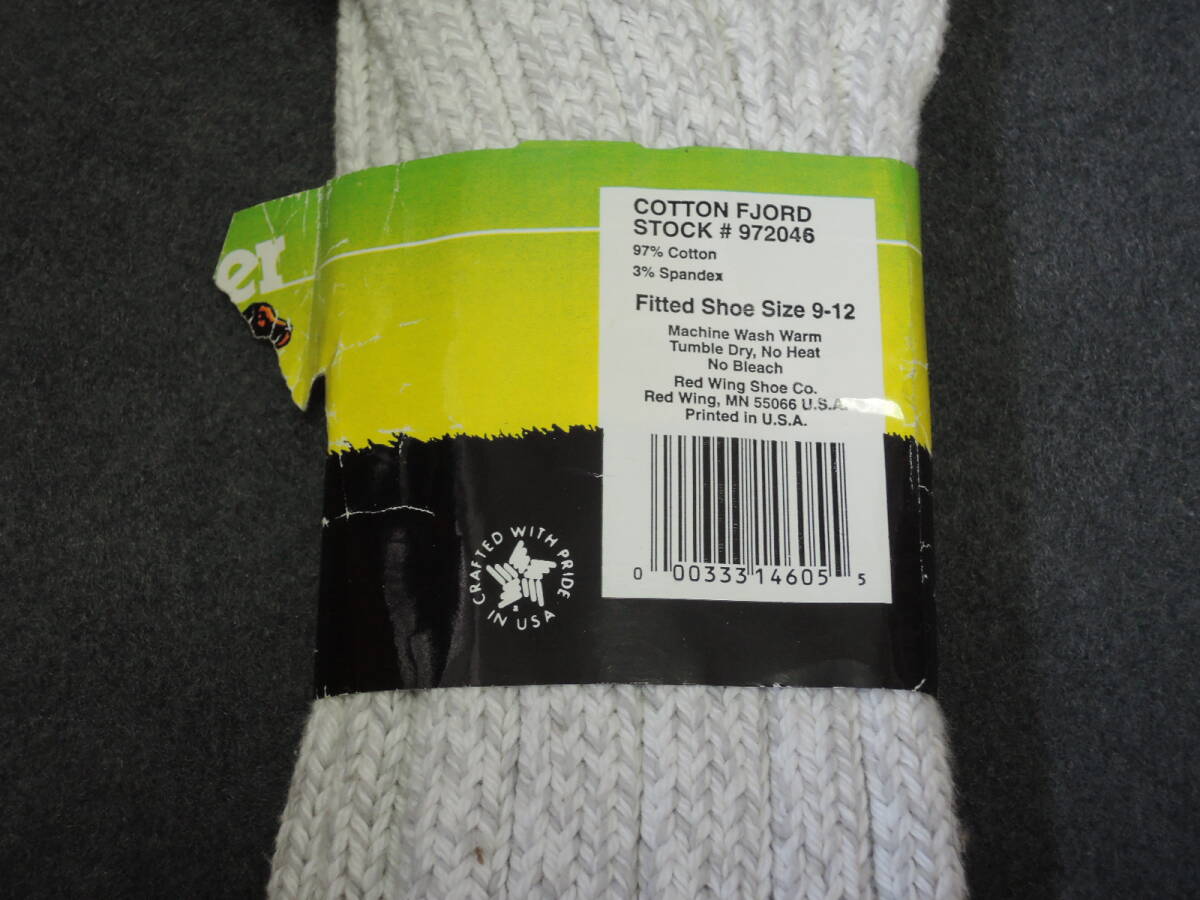 er
COTTON FJORD
STOCK # 972046
97% Cotton
3% Spandex
Fitted Shoe Size 9-12
Machine Wash Warm
Tumble Dry, No Heat
No Bleach
Red Wing Shoe Co.
Red Wing, MN 55066 U.S.A.
Printed in U.S.A.
0 00333 14605 5
CRAFTED WITH PRIDE
IN USA